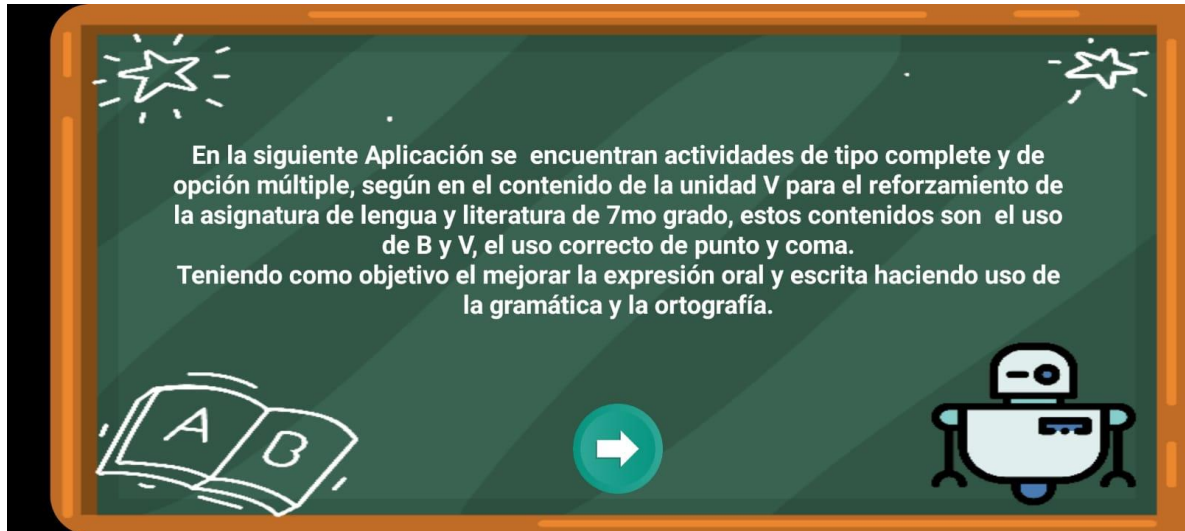 En la siguiente Aplicación se encuentran actividades de tipo complete y de
opción múltiple, según en el contenido de la unidad V para el reforzamiento de
la asignatura de lengua y literatura de 7mo grado, estos contenidos son el uso
de B y V, el uso correcto de punto y coma.
Teniendo como objetivo el mejorar la expresión oral y escrita haciendo uso de
la gramática y la ortografía.
A B